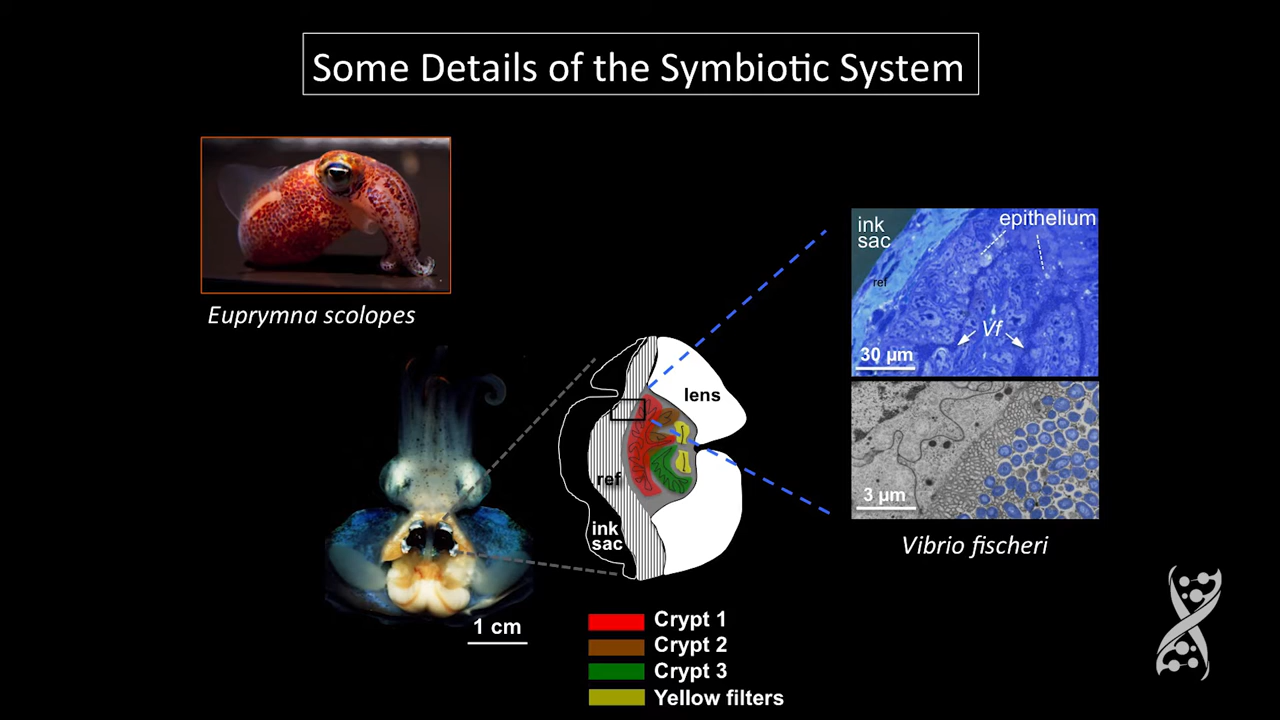 Some Details of the Symbiotic System
Euprymna scolopes
1 cm
lens
ref
ink
sac
Crypt 1
Crypt 2
Crypt 3
Yellow filters
ink
sac
epithelium
ref
Vf
30 µm
3 µm
Vibrio fischeri